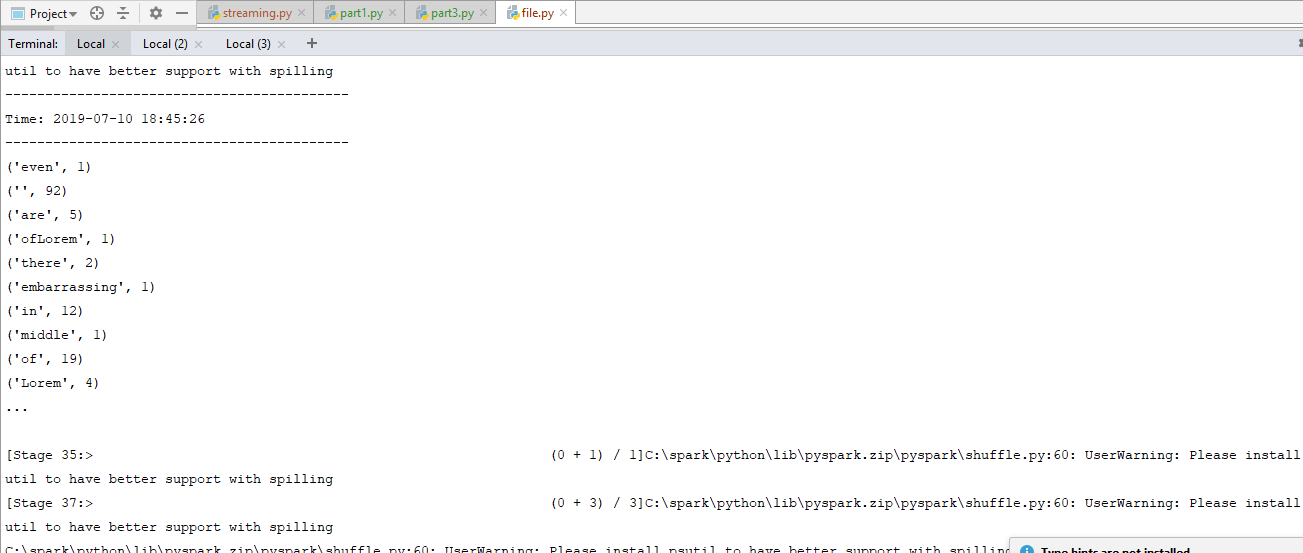 Project
streaming.py
part1.py
part3.py
file.py
Terminal: Local Local (2) Local (3) +
util to have better support with spilling
-------------------------------------------
Time: 2019-07-10 18:45:26
-------------------------------------------
('even', 1)
('', 92)
('are', 5)
('ofLorem', 1)
('there', 2)
('embarrassing', 1)
('in', 12)
('middle', 1)
('of', 19)
('Lorem', 4)
...
[Stage 35:> (0 + 1) / 1]C:\spark\python\lib\pyspark.zip\pyspark\shuffle.py:60: UserWarning: Please install
util to have better support with spilling
[Stage 37:> (0 + 3) / 3]C:\spark\python\lib\pyspark.zip\pyspark\shuffle.py:60: UserWarning: Please install
util to have better support with spilling
C:\spark\python\lib\pyspark.zip\pyspark\shuffle.py:60: UserWarning: Please install psutil to have better support with spilling
Type hints are not installed